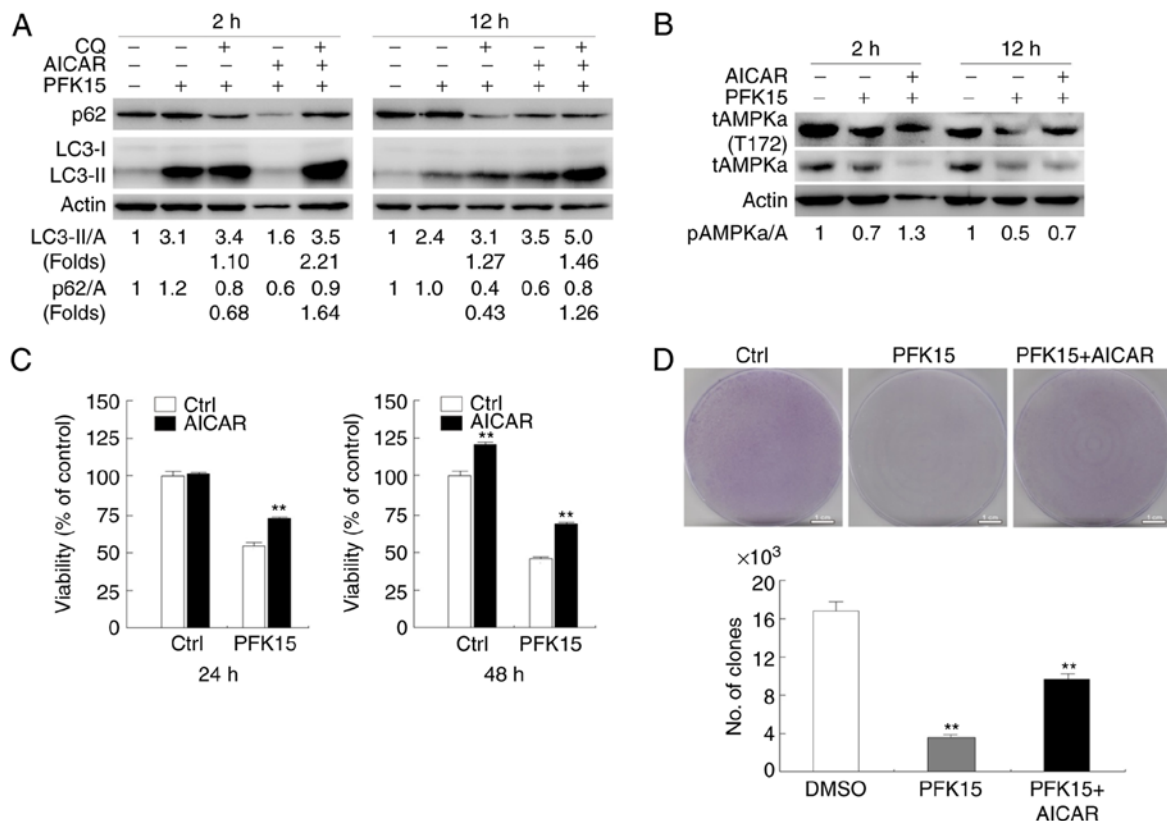 A
2 h
12 h
CQ − − + − + − − + − +
AICAR − − − + + − − − + +
PFK15 − + + + + − + + + +
p62
LC3-I
LC3-II
Actin
LC3-II/A 1 3.1 3.4 1.6 3.5 1 2.4 3.1 3.5 5.0
(Folds) 1.10 2.21 1.27 1.46
p62/A 1 1.2 0.8 0.6 0.9 1 1.0 0.4 0.6 0.8
(Folds) 0.68 1.64 0.43 1.26
B
2 h
12 h
AICAR − − + − − +
PFK15 − + + − + +
tAMPKa
(T172)
tAMPKa
Actin
pAMPKa/A 1 0.7 1.3 1 0.5 0.7
C
Viability (% of control)
150
125
100
75
50
25
0
Ctrl
AICAR
**
Ctrl PFK15
24 h
Viability (% of control)
150
125
100
75
50
25
0
Ctrl
AICAR
**
**
Ctrl PFK15
48 h
D
Ctrl PFK15 PFK15+AICAR
1 cm 1 cm 1 cm
×10³
No. of clones
20
16
12
8
4
0
**
**
DMSO PFK15 PFK15+
AICAR